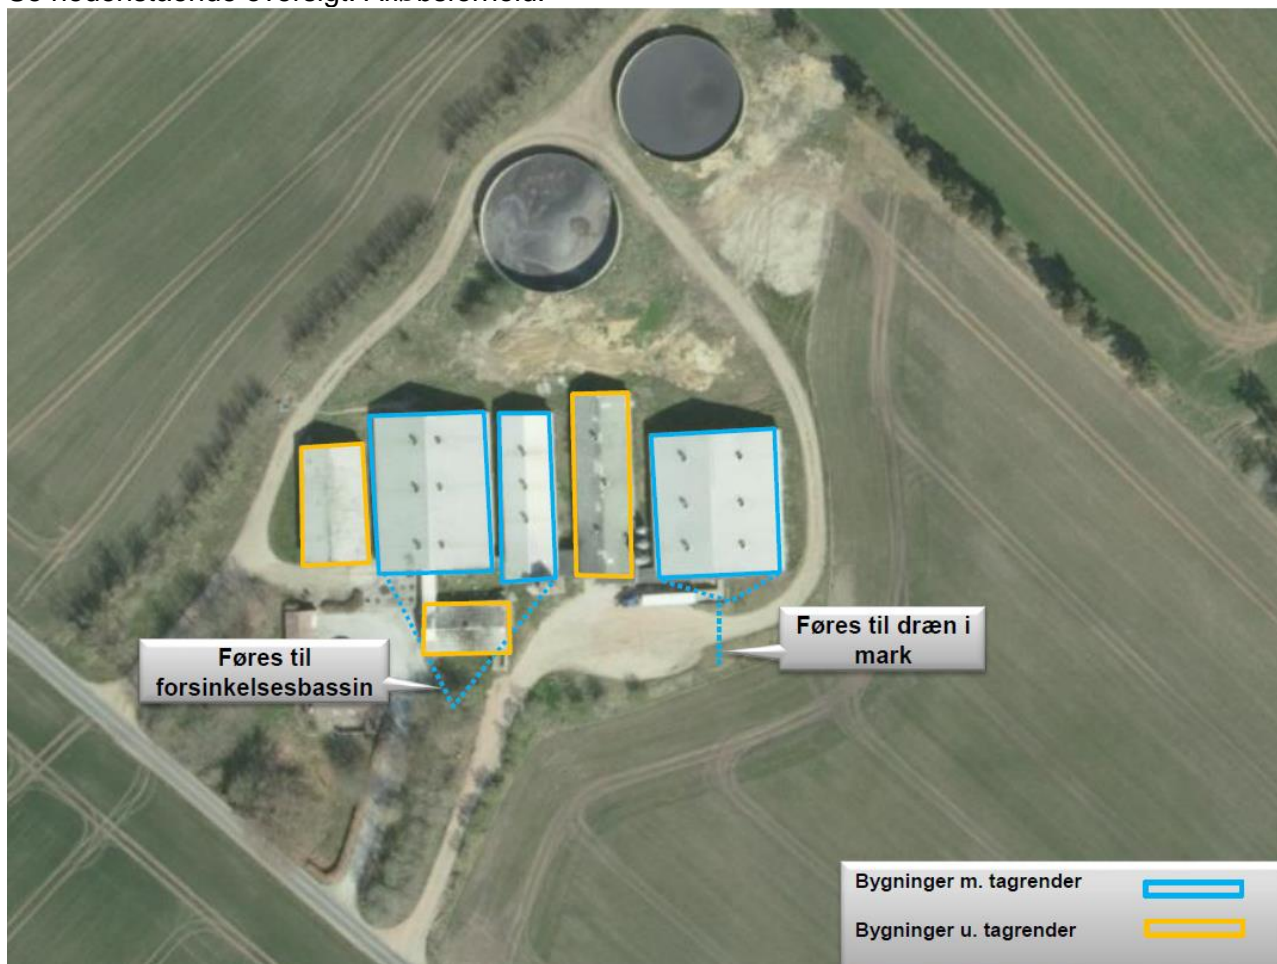 Føres til
forsinkelsesbassin
Føres til dræn i
mark
Bygninger m. tagrender
Bygninger u. tagrender